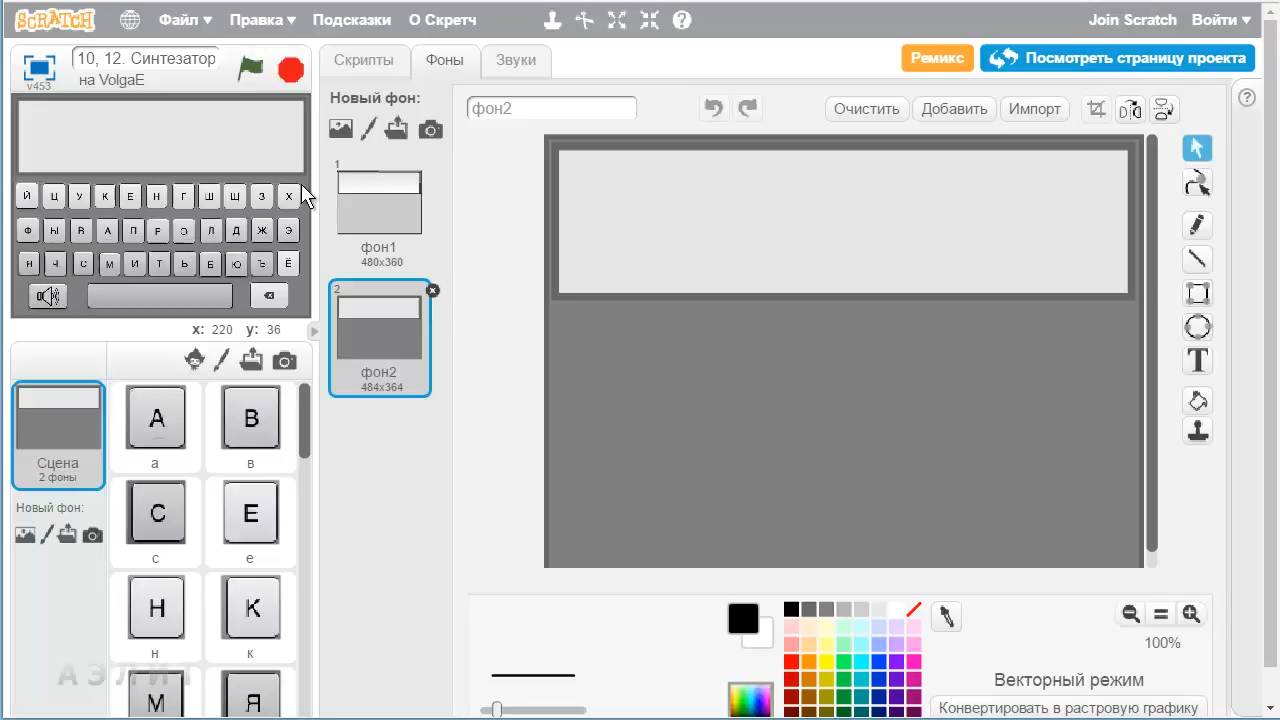 SCRATCH Файл ▾ Правка ▾ Подсказки О Скретч Join Scratch Войти ▾
10, 12. Синтезатор
на VolgaE
v453
Скрипты Фоны Звуки
Ремикс Посмотреть страницу проекта
Новый фон:
фон2 Очистить Добавить Импорт
Й Ц У К Е Н Г Ш Щ З Х
Ф Ы В А П Л Д Ж Э
Ч С М И Т Ь Б Ю Ъ Ё
x: 220 y: 36
1
фон1
480x360
2
фон2
484x364
Сцена
2 фоны
Новый фон:
А В
а в
С Е
с е
Н К
н к
М Я
АЭЛИТ
T
100%
Векторный режим
Конвертировать в растровую графику